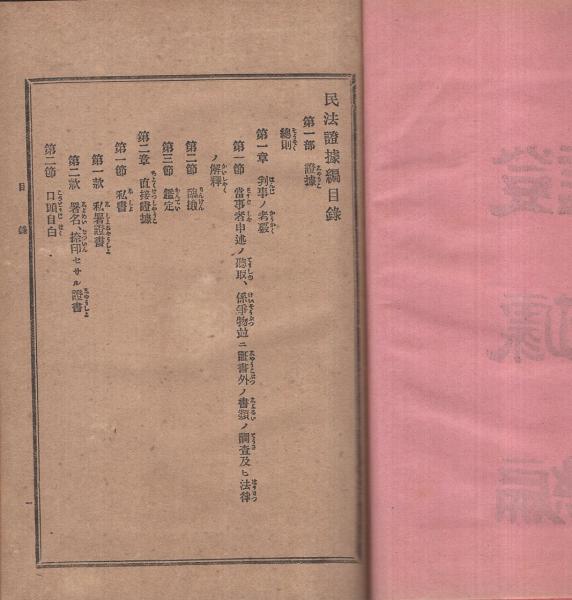 民法證據編目錄
第一部 證據
總則
第一章 判事ノ考覈
第一節 當事者申述ノ聽取、係爭物並ニ證書外ノ書類ノ調查及ヒ法律
ノ解釋
第二節 臨檢
第三節 鑑定
第二章 直接證據
第一節 私書
第一款 私署證書
第二款 署名、捺印セサル證書
第二節 口頭自白
目錄
一